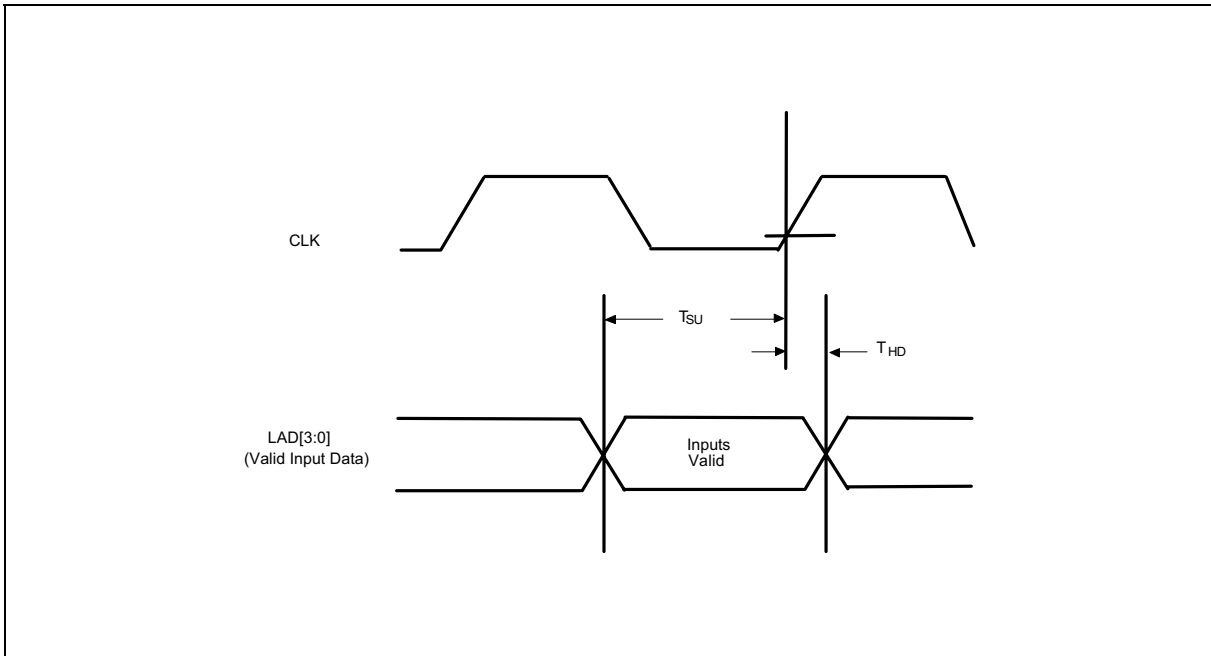 CLK
TSU
THD
LAD[3:0]
(Valid Input Data)
Inputs
Valid